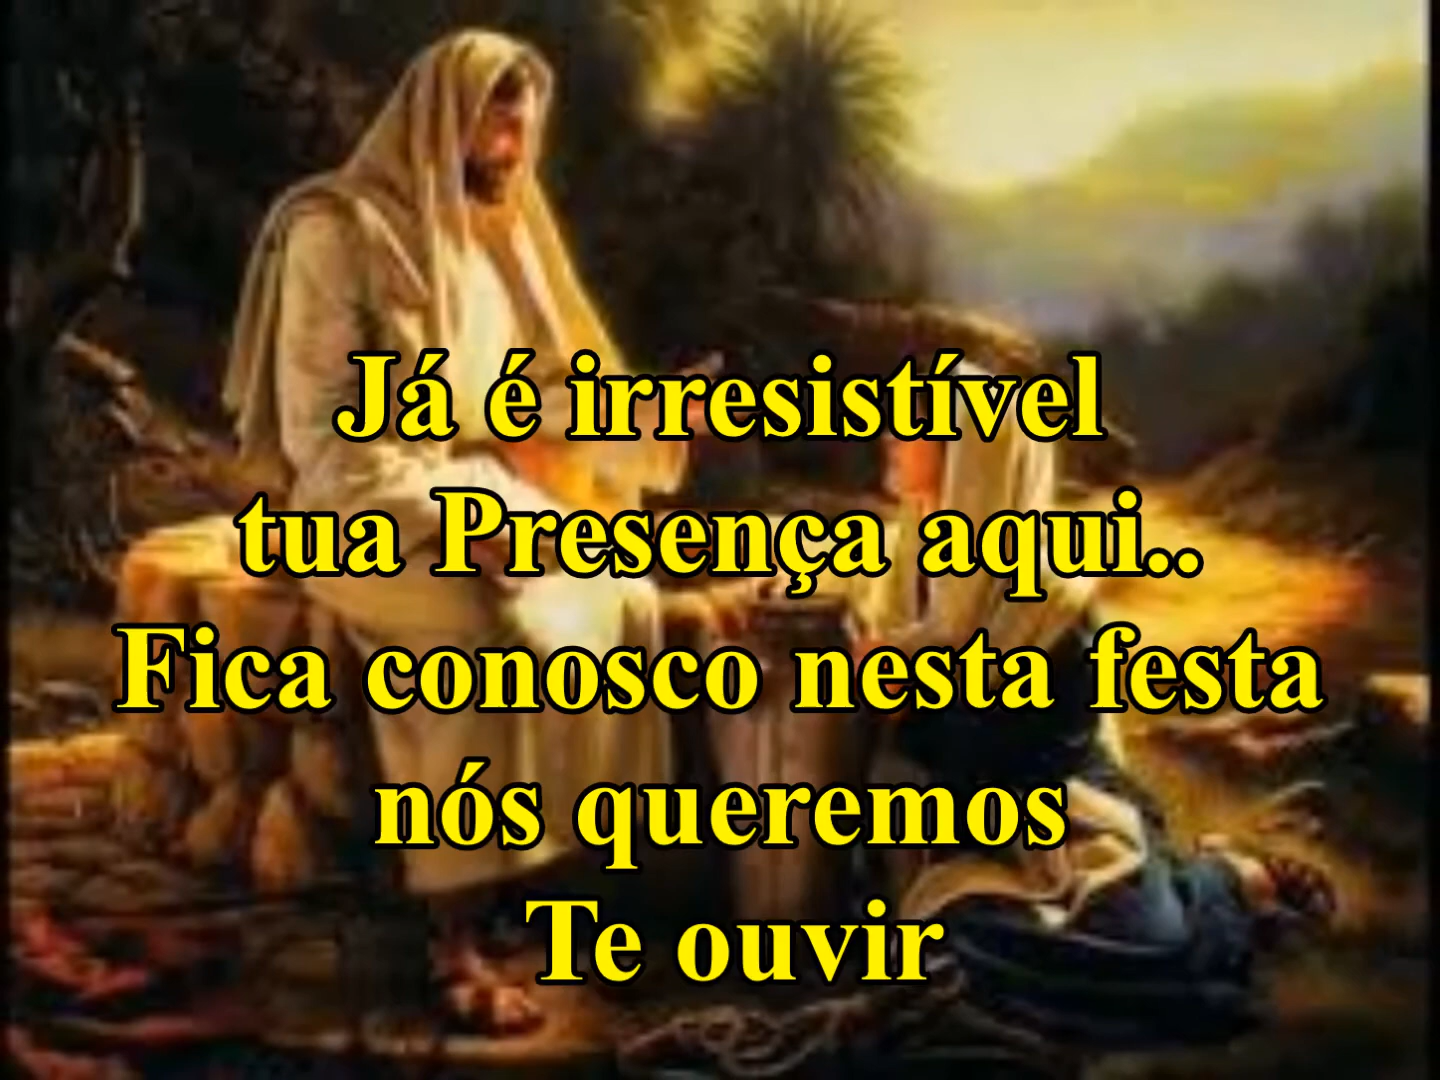 Já é irresistível
tua Presença aqui..
Fica conosco nesta festa
nós queremos
Te ouvir